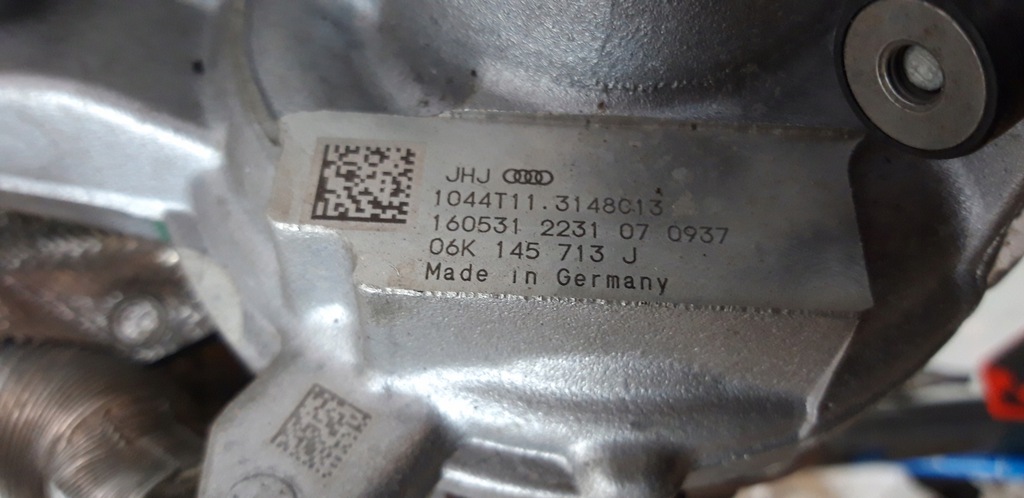 JHJ
1044T11.3148C13
160531 2231 07 0937
06K 145 713 J
Made in Germany